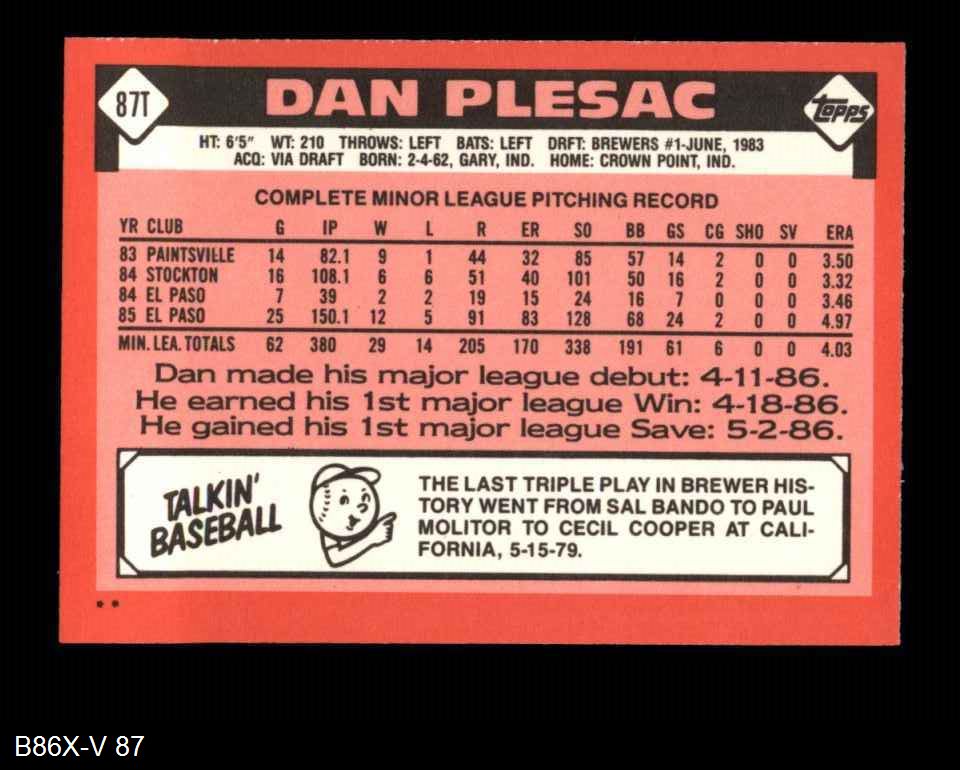 87T
DAN PLESAC
Topps
HT: 6'5" WT: 210 THROWS: LEFT BATS: LEFT DRFT: BREWERS #1-JUNE, 1983
ACQ: VIA DRAFT BORN: 2-4-62, GARY, IND. HOME: CROWN POINT, IND.
COMPLETE MINOR LEAGUE PITCHING RECORD
YR CLUB G IP W L R ER SO BB GS CG SHO SV ERA
83 PAINTSVILLE 14 82.1 9 1 44 32 85 57 14 2 0 0 3.50
84 STOCKTON 16 108.1 6 6 51 40 101 50 16 2 0 0 3.32
84 EL PASO 7 39 2 2 19 15 24 16 7 0 0 0 3.46
85 EL PASO 25 150.1 12 5 91 83 128 68 24 2 0 0 4.97
MIN. LEA. TOTALS 62 380 29 14 205 170 338 191 61 6 0 0 4.03
Dan made his major league debut: 4-11-86.
He earned his 1st major league Win: 4-18-86.
He gained his 1st major league Save: 5-2-86.
TALKIN'
BASEBALL
THE LAST TRIPLE PLAY IN BREWER HIS-
TORY WENT FROM SAL BANDO TO PAUL
MOLITOR TO CECIL COOPER AT CALI-
FORNIA, 5-15-79.
**
B86X-V 87